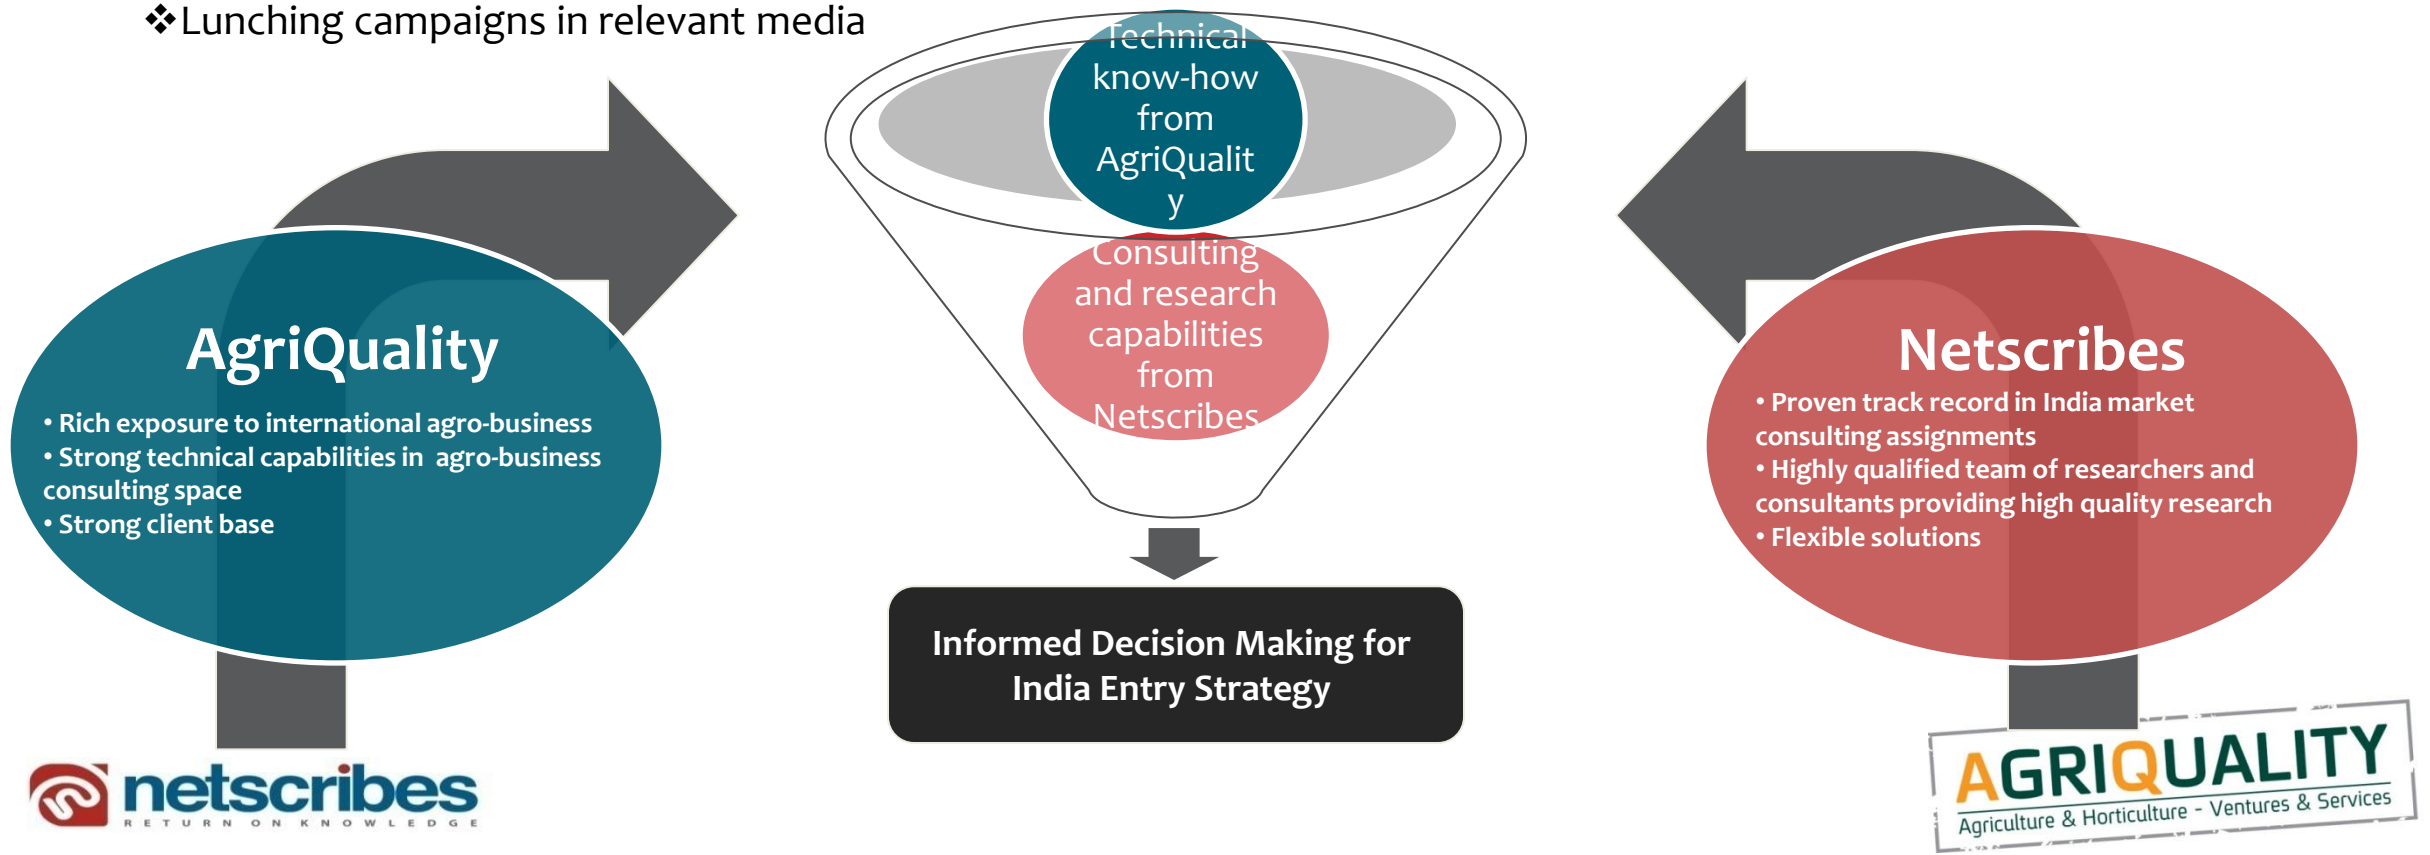 ❖Lunching campaigns in relevant media
Technical
know-how
from
AgriQualit
y
Consulting
and research
capabilities
from
Netscribes
AgriQuality
• Rich exposure to international agro-business
• Strong technical capabilities in agro-business
consulting space
• Strong client base
Netscribes
• Proven track record in India market
consulting assignments
• Highly qualified team of researchers and
consultants providing high quality research
• Flexible solutions
Informed Decision Making for
India Entry Strategy
netscribes
RETURN ON KNOWLEDGE
AGRIQUALITY
Agriculture & Horticulture - Ventures & Services